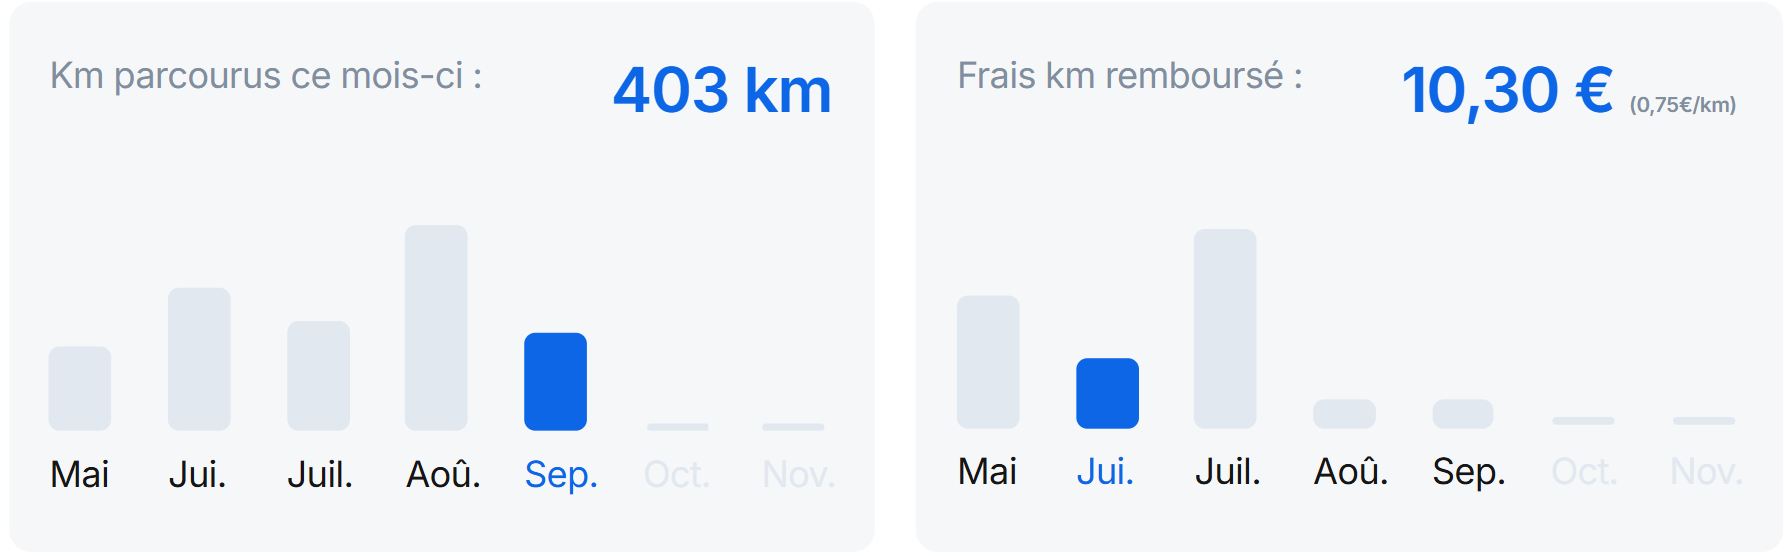 Km parcourus ce mois-ci :
403 km
Mai Jui. Juil. Aoû. Sep. Oct. Nov.
Frais km remboursé :
10,30 € (0,75€/km)
Mai Jui. Juil. Aoû. Sep. Oct. Nov.